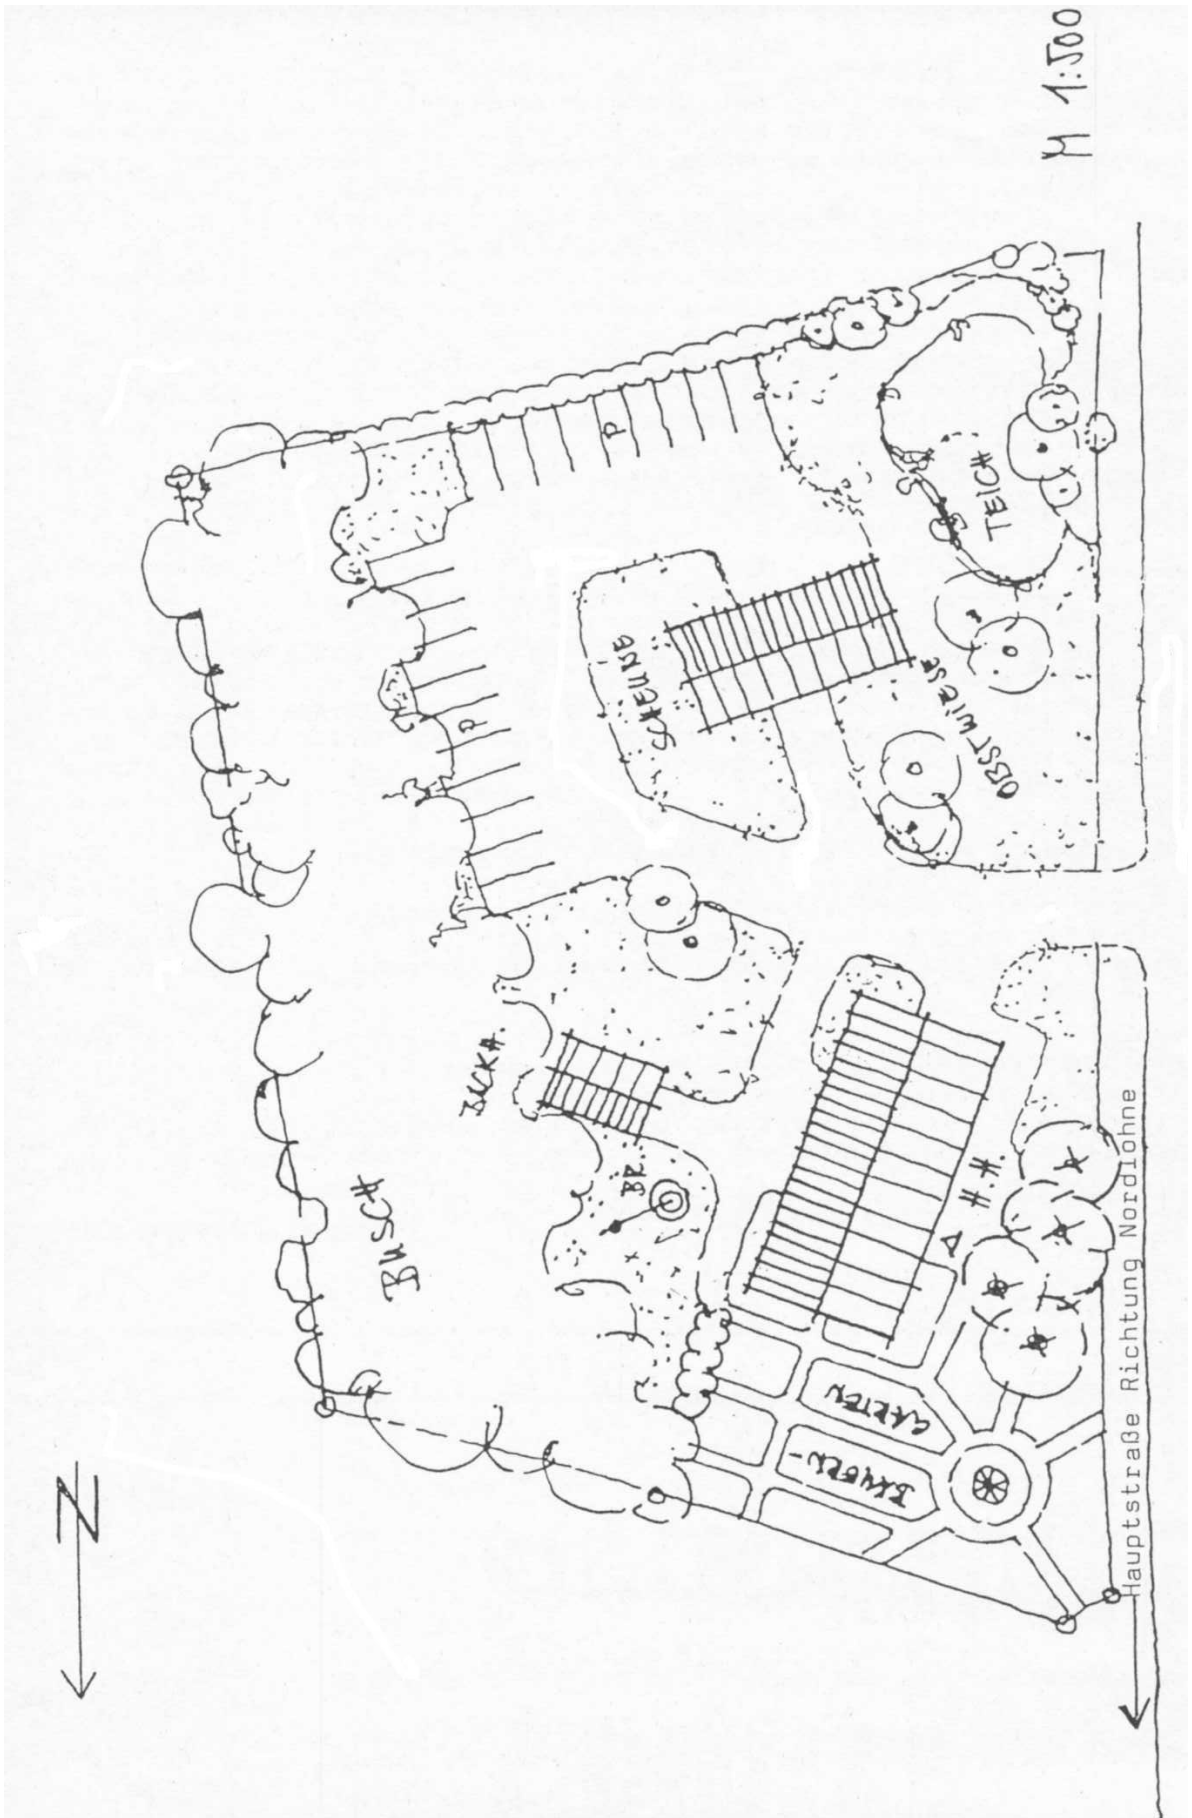 M 1:500
P
TEICH
SCHEUNE
OBSTWIESE
P
BACKH.
BR.
BUSCH
H.H.
BAUERN-
GARTEN
N
Hauptstraße Richtung Nordlohne